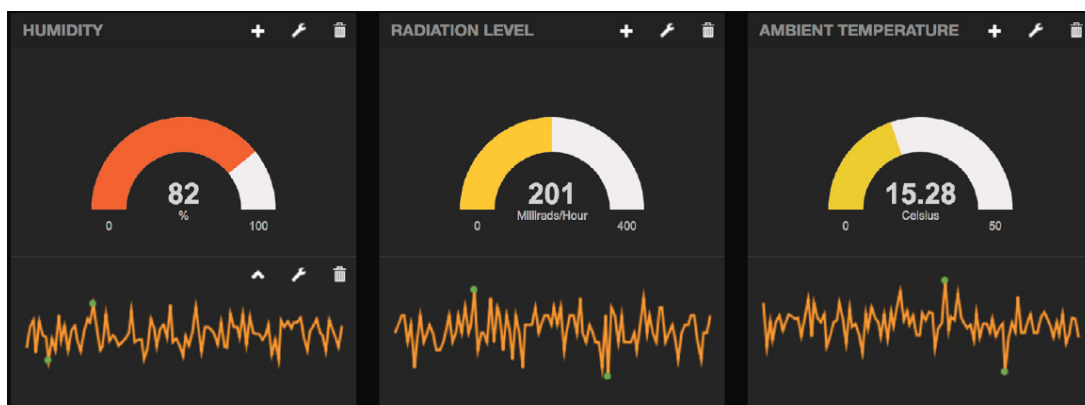 HUMIDITY
82
%
0 100
RADIATION LEVEL
201
Millirads/Hour
0 400
AMBIENT TEMPERATURE
15.28
Celsius
0 50